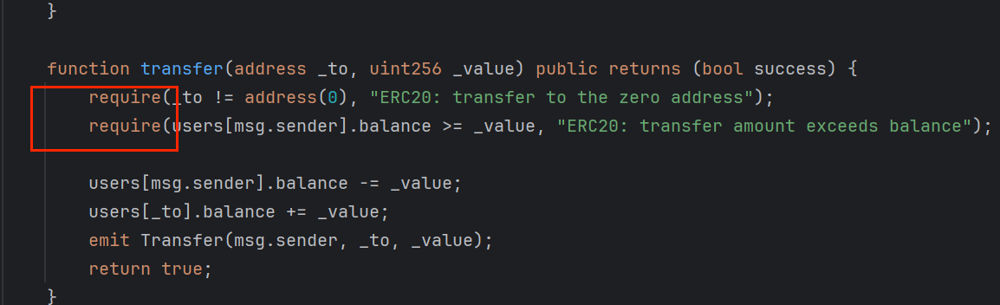 }
function transfer(address _to, uint256 _value) public returns (bool success) {
require(_to != address(0), "ERC20: transfer to the zero address");
require(users[msg.sender].balance >= _value, "ERC20: transfer amount exceeds balance");
users[msg.sender].balance -= _value;
users[_to].balance += _value;
emit Transfer(msg.sender, _to, _value);
return true;
}